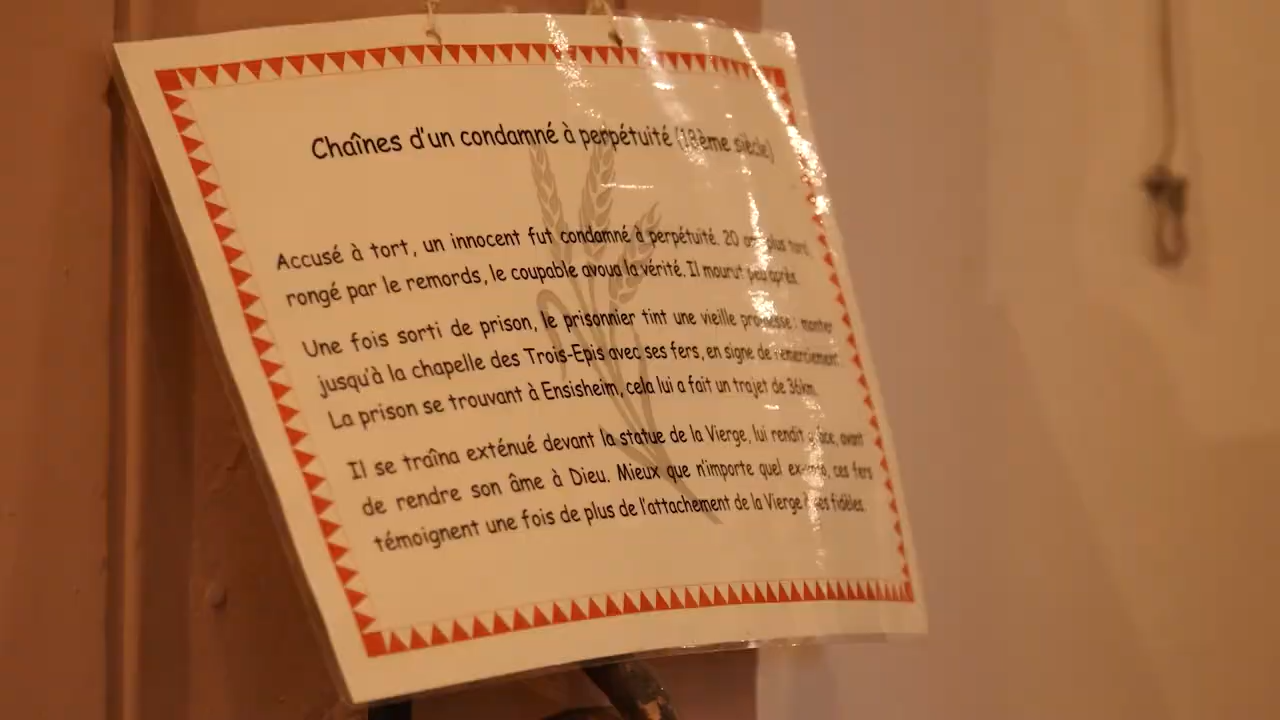 Chaînes d'un condamné à perpétuité (18ème siècle)
Accusé à tort, un innocent fut condamné à perpétuité. 20 ans plus tard,
rongé par le remords, le coupable avoua la vérité. Il mourut peu après.
Une fois sorti de prison, le prisonnier tint une vieille promesse : monter
jusqu'à la chapelle des Trois-Epis avec ses fers, en signe de remerciement.
La prison se trouvant à Ensisheim, cela lui a fait un trajet de 36km.
Il se traîna exténué devant la statue de la Vierge, lui rendit grâce, avant
de rendre son âme à Dieu. Mieux que n'importe quel ex-voto, ces fers
témoignent une fois de plus de l'attachement de la Vierge fidèles.